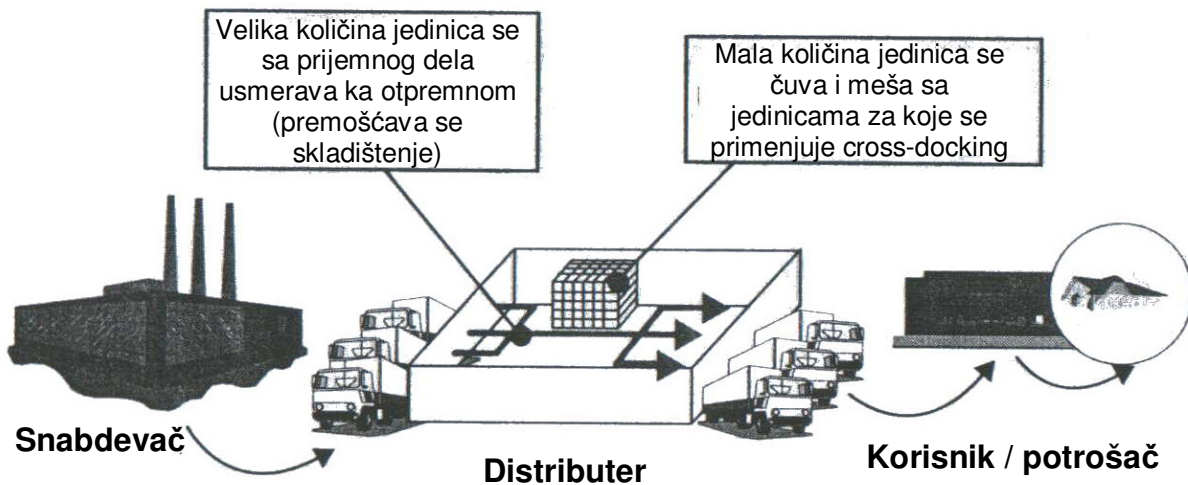 Velika količina jedinica se
sa prijemnog dela
usmerava ka otpremnom
(premošćava se
skladištenje)
Mala količina jedinica se
čuva i meša sa
jedinicama za koje se
primenjuje cross-docking
Snabdevač
Distributer
Korisnik / potrošač